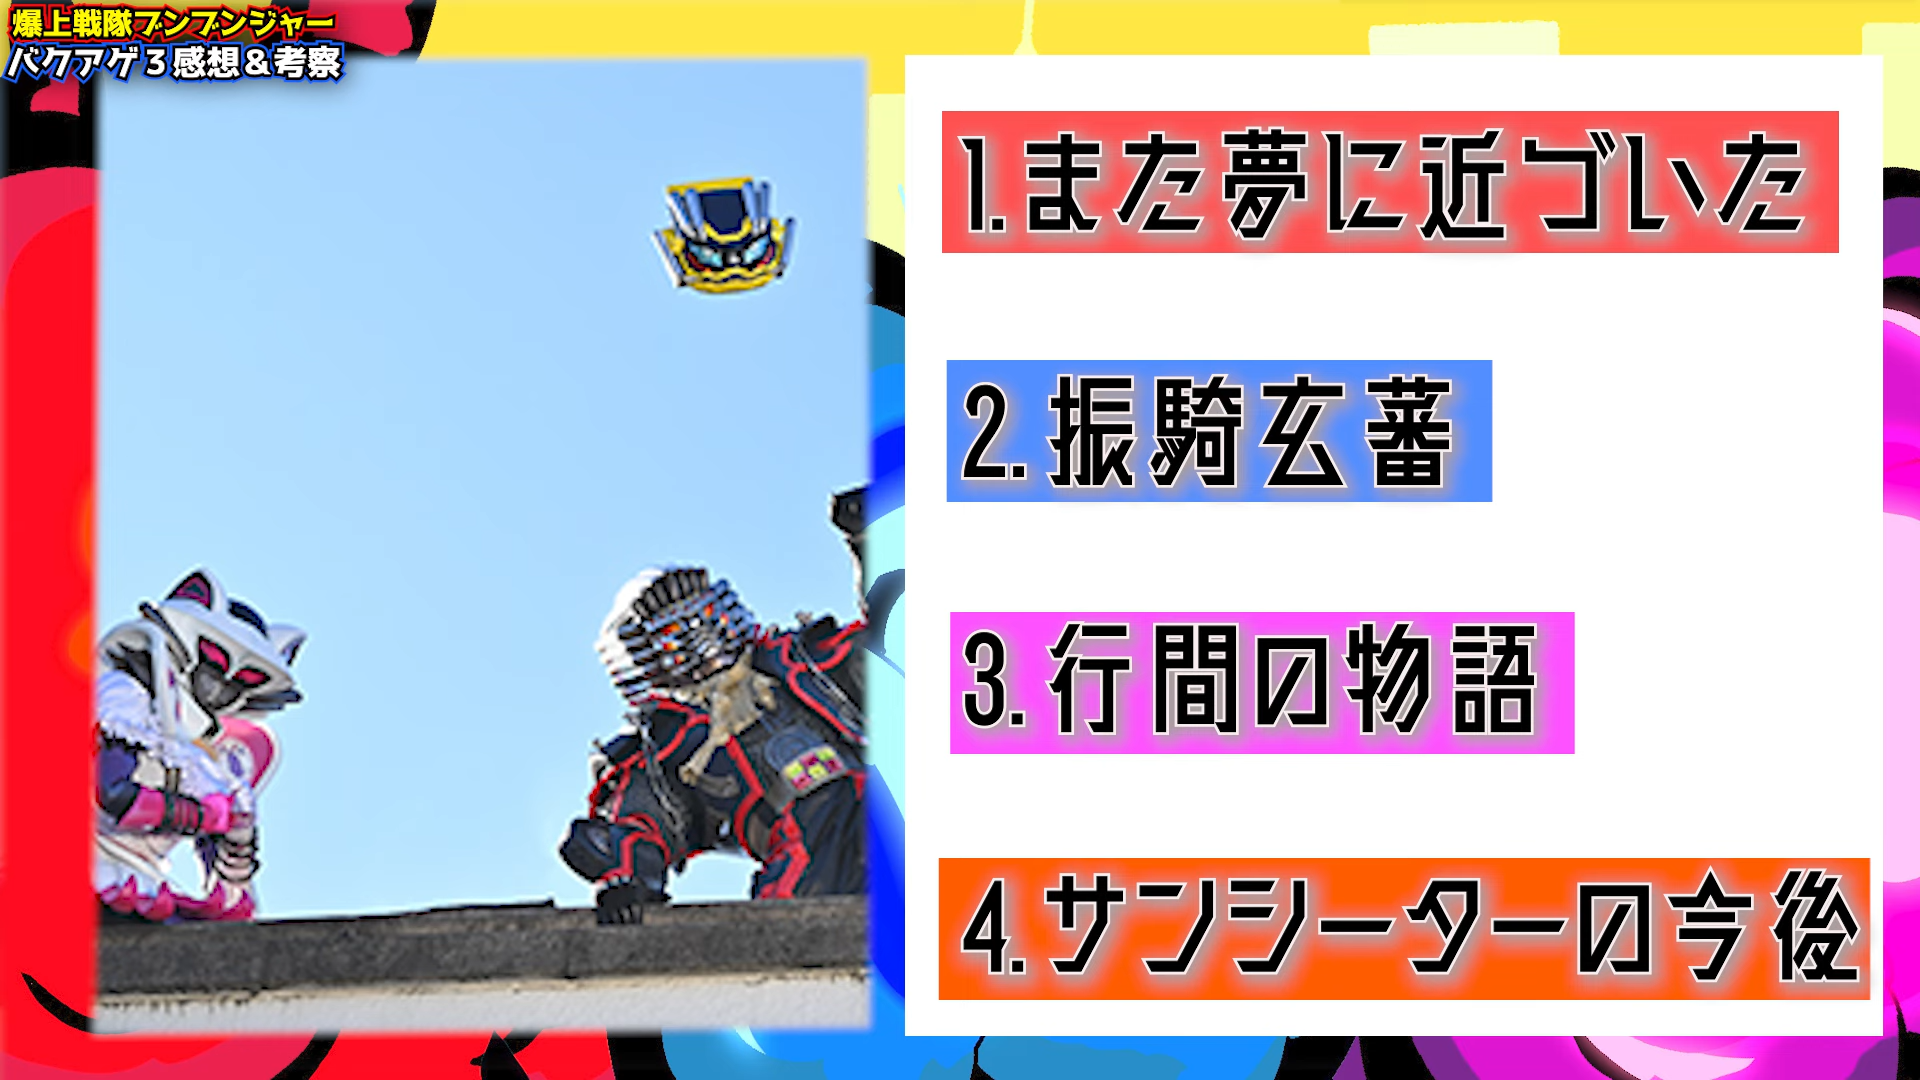 爆上戦隊ブンブンジャー
バクアゲ3感想&考察
1.また夢に近づいた
2.振騎玄蕃
3.行間の物語
4.サンシーターの今後